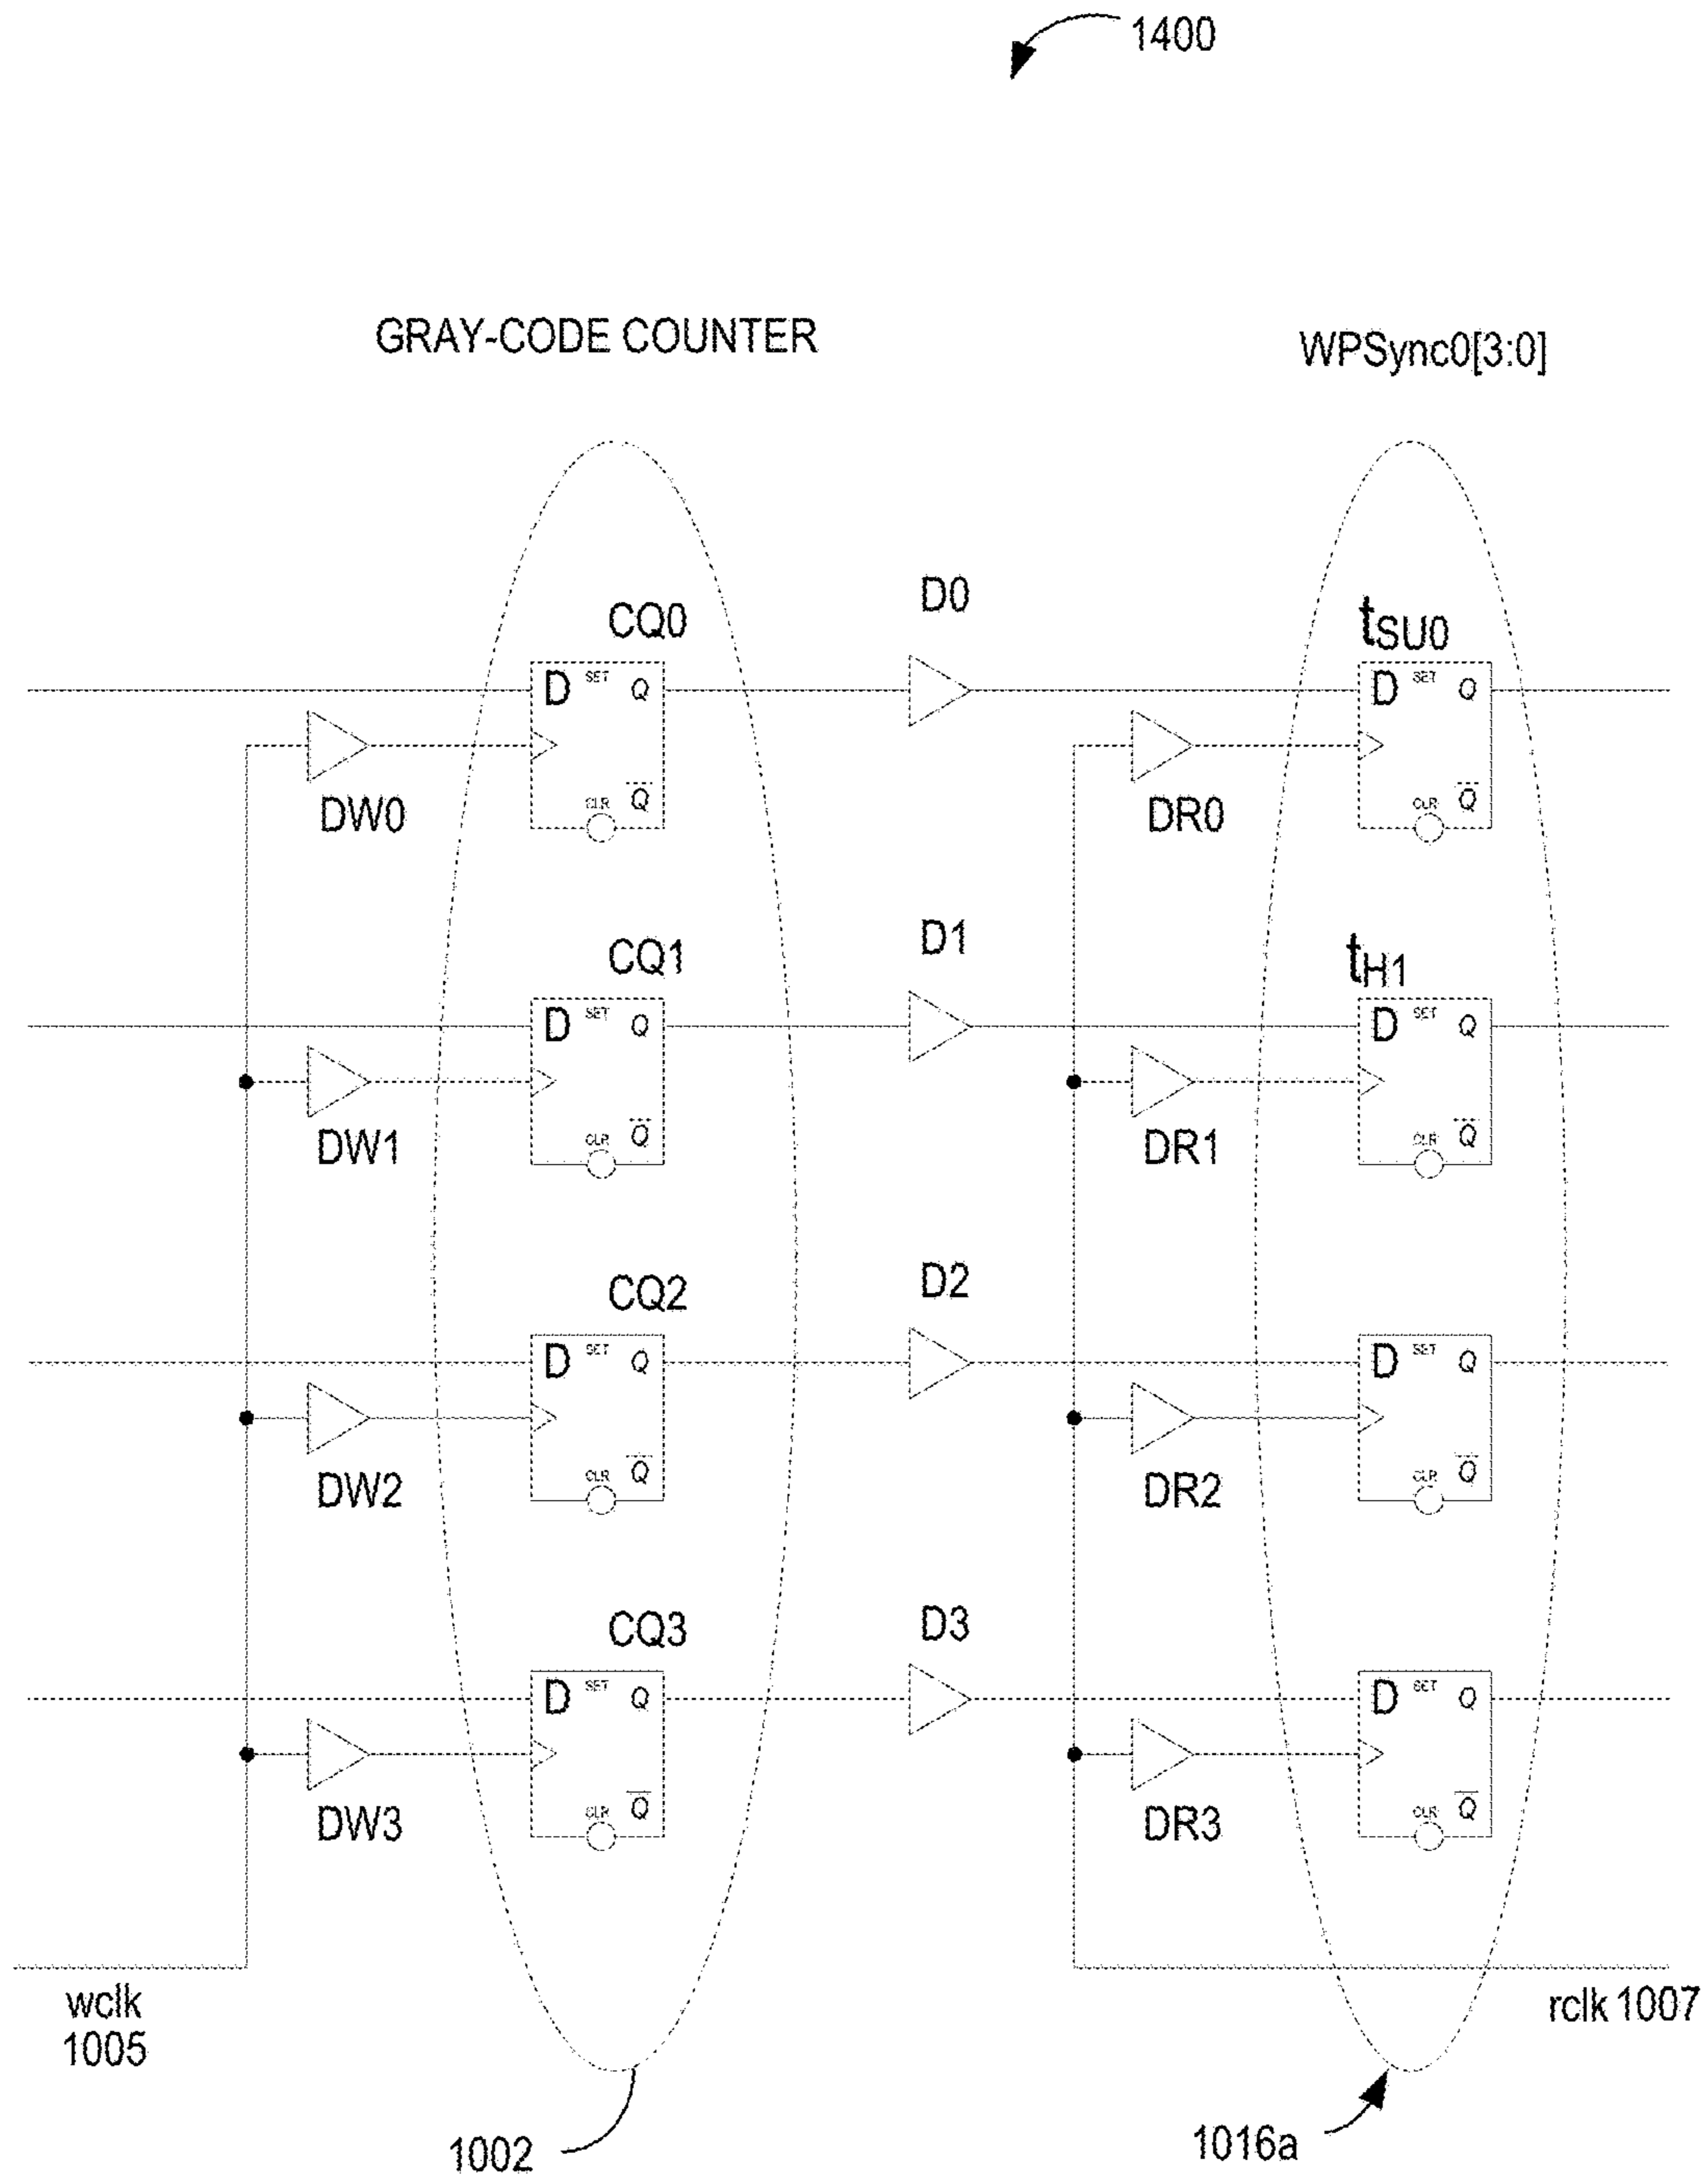 1400
GRAY-CODE COUNTER
WPSync0[3:0]
D0
CQ0
tSU0
D SET Q
D SET Q
DW0
CLR Q
DR0
CLR Q
D1
CQ1
tH1
D SET Q
D SET Q
DW1
CLR Q
DR1
CLR Q
D2
CQ2
D SET Q
D SET Q
DW2
CLR Q
DR2
CLR Q
D3
CQ3
D SET Q
D SET Q
DW3
CLR Q
DR3
CLR Q
wclk
1005
rclk 1007
1002
1016a